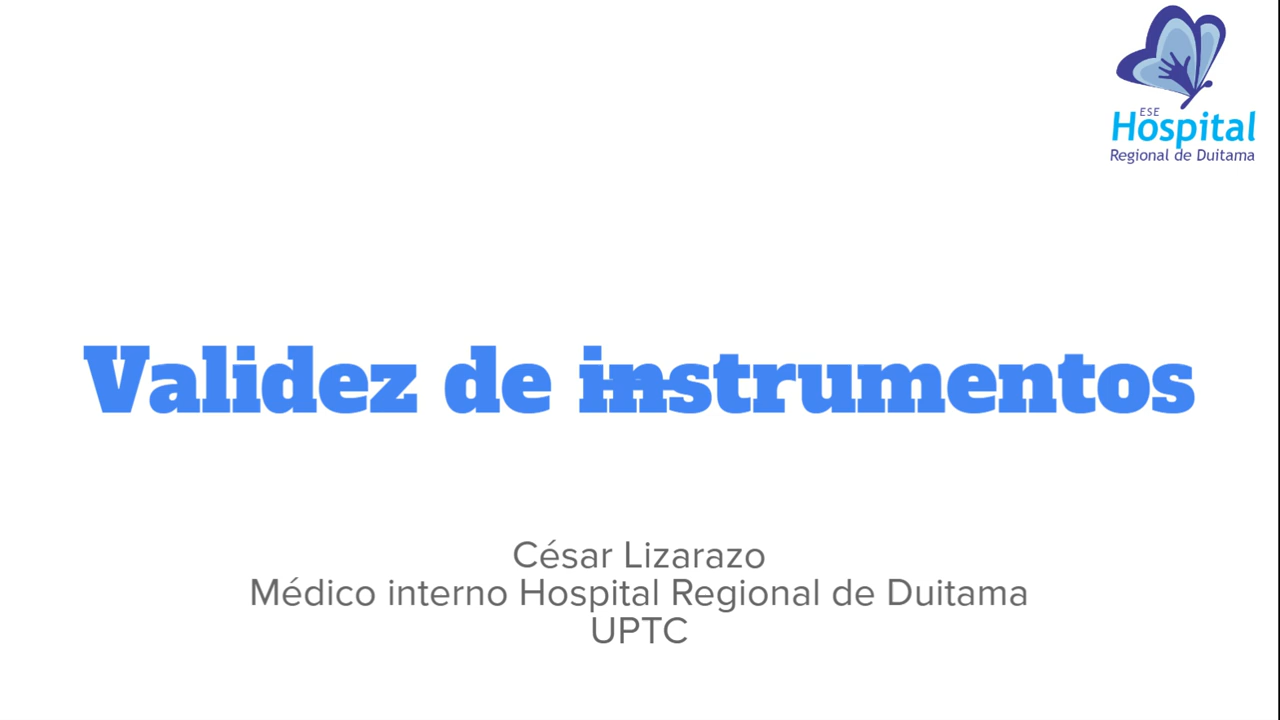 ESE
Hospital
Regional de Duitama
Validez de instrumentos
César Lizarazo
Médico interno Hospital Regional de Duitama
UPTC